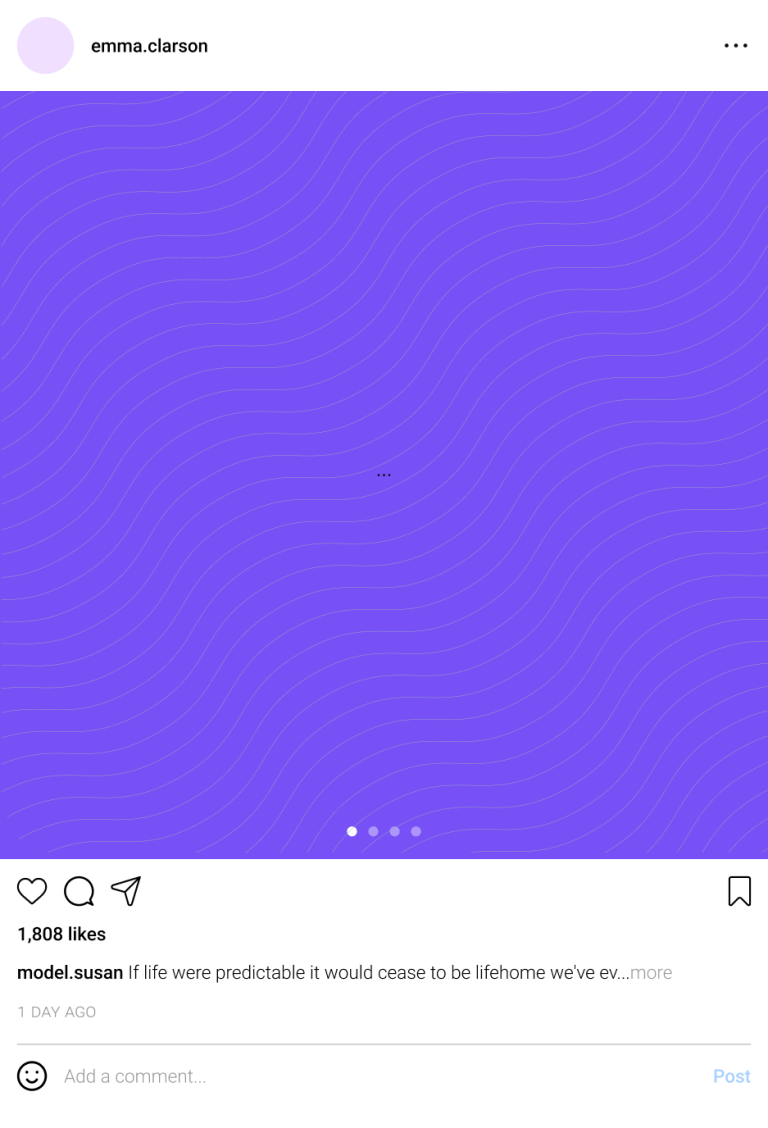 emma.clarson
...
1,808 likes
model.susan If life were predictable it would cease to be lifehome we've ev...more
1 DAY AGO
Add a comment...
Post